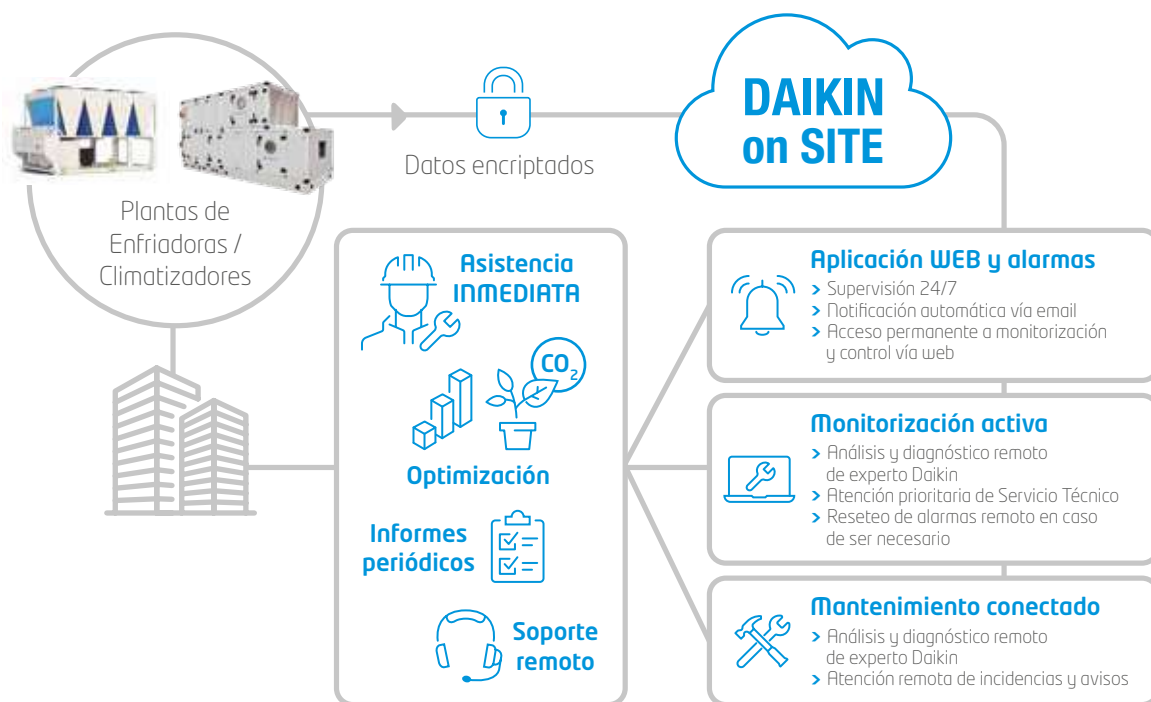 DAIKIN
on SITE
Datos encriptados
Plantas de
Enfriadoras /
Climatizadores
Asistencia
INMEDIATA
CO₂
Optimización
Informes
periódicos
Soporte
remoto
Aplicación WEB y alarmas
> Supervisión 24/7
> Notificación automática vía email
> Acceso permanente a monitorización
y control vía web
Monitorización activa
> Análisis y diagnóstico remoto
de experto Daikin
> Atención prioritaria de Servicio Técnico
> Reseteo de alarmas remoto en caso
de ser necesario
Mantenimiento conectado
> Análisis y diagnóstico remoto
de experto Daikin
> Atención remota de incidencias y avisos